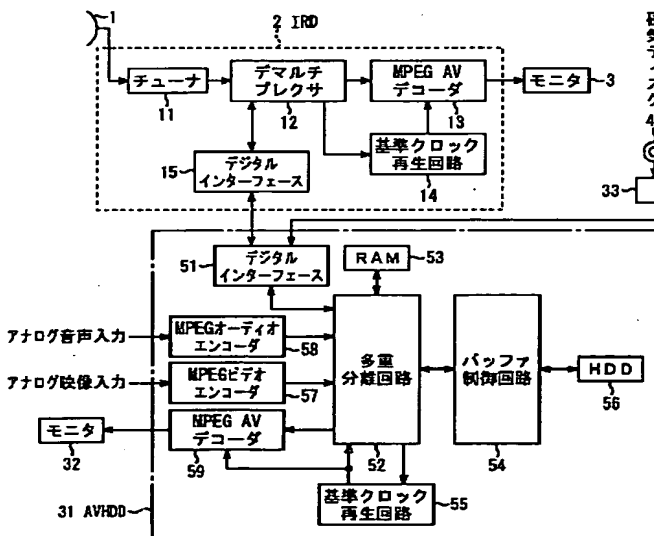 1
2 IRD
チューナ
11
デマルチ
プレクサ
12
MPEG AV
デコーダ
13
モニタ
3
デジタル
インターフェース
15
基準クロック
再生回路
14
33
デジタル
インターフェース
51
RAM
53
アナログ音声入力
MPEGオーディオ
エンコーダ
58
アナログ映像入力
MPEGビデオ
エンコーダ
57
モニタ
32
MPEG AV
デコーダ
59
多重
分離回路
52
バッファ
制御回路
54
HDD
56
基準クロック
再生回路
55
31 AVHDD